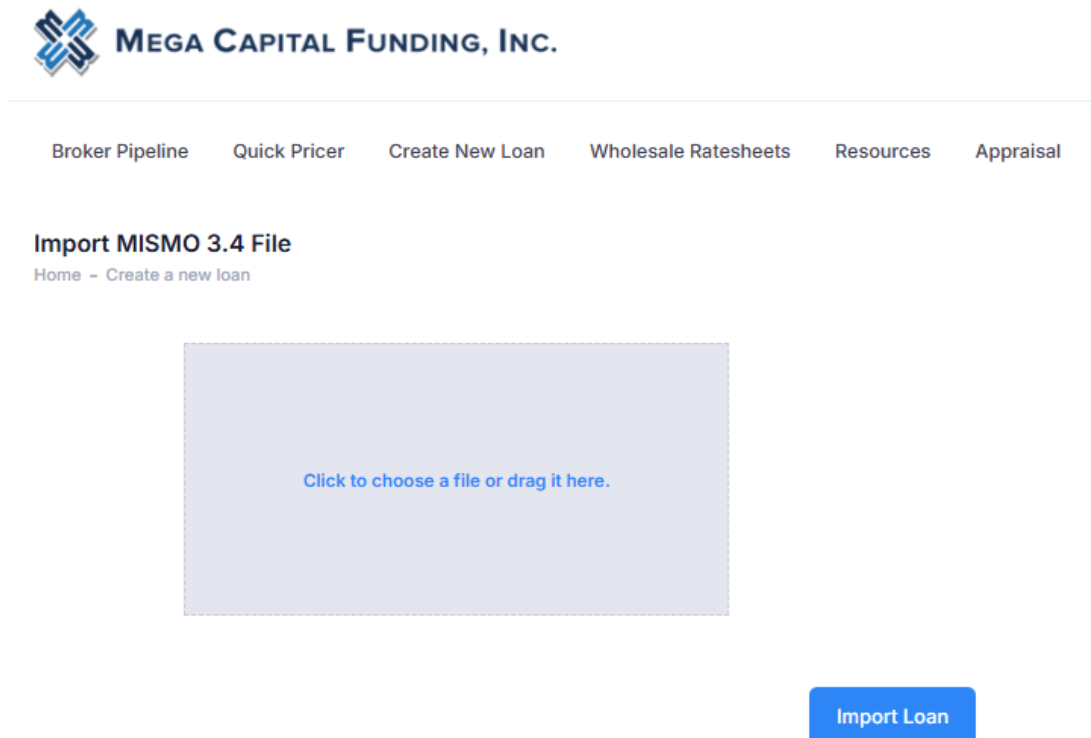 MEGA CAPITAL FUNDING, INC.
Broker Pipeline Quick Pricer Create New Loan Wholesale Ratesheets Resources Appraisal
Import MISMO 3.4 File
Home - Create a new loan
Click to choose a file or drag it here.
Import Loan